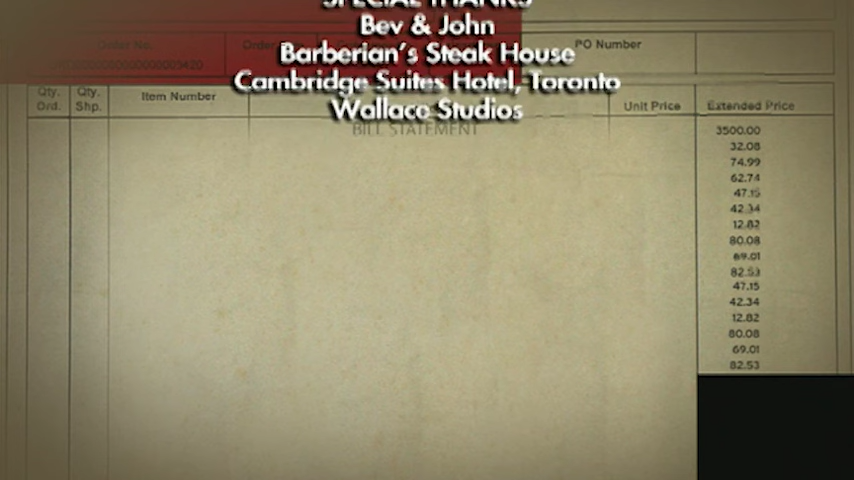 SPECIAL THANKS
Bev & John
Barberian's Steak House
Cambridge Suites Hotel, Toronto
Wallace Studios
Order No.
PO Number
Qty. Ord.
Qty. Shp.
Item Number
Unit Price
Extended Price
BILL STATEMENT
3500.00
32.08
74.99
62.74
47.15
42.34
12.82
80.08
69.01
82.53
47.15
42.34
12.82
80.08
69.01
82.53